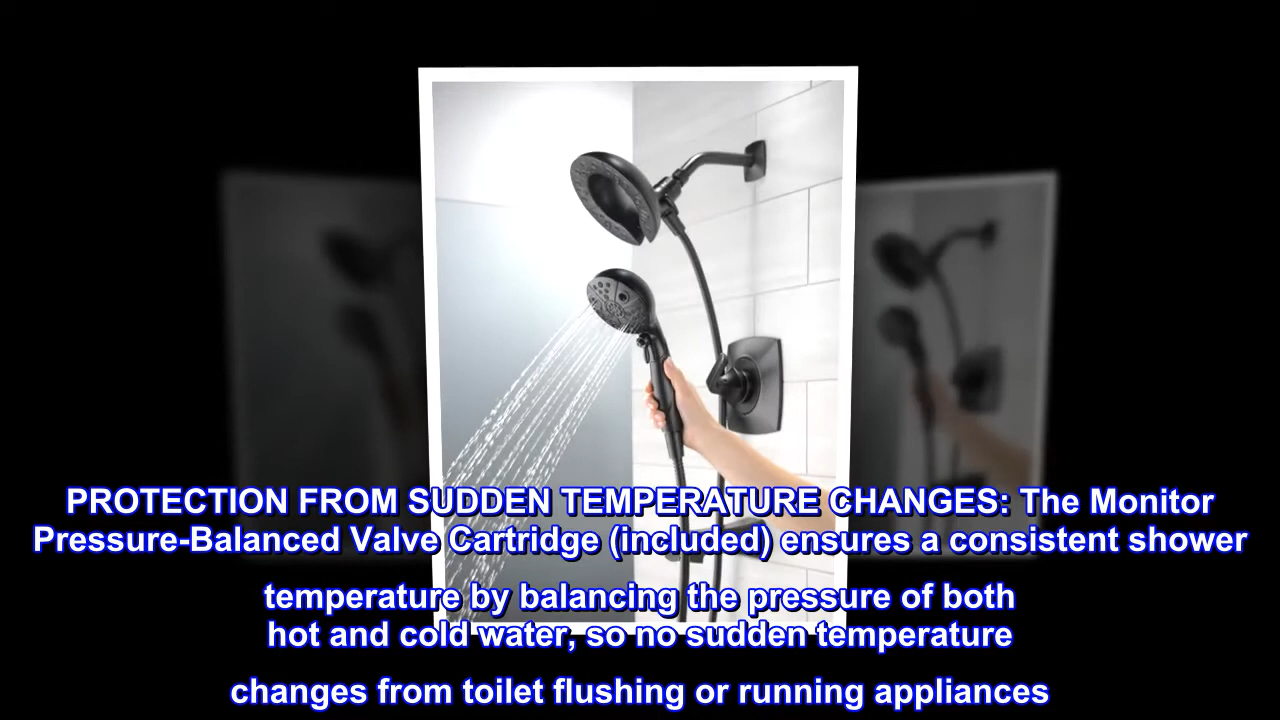 PROTECTION FROM SUDDEN TEMPERATURE CHANGES: The Monitor
Pressure-Balanced Valve Cartridge (included) ensures a consistent shower
temperature by balancing the pressure of both
hot and cold water, so no sudden temperature
changes from toilet flushing or running appliances